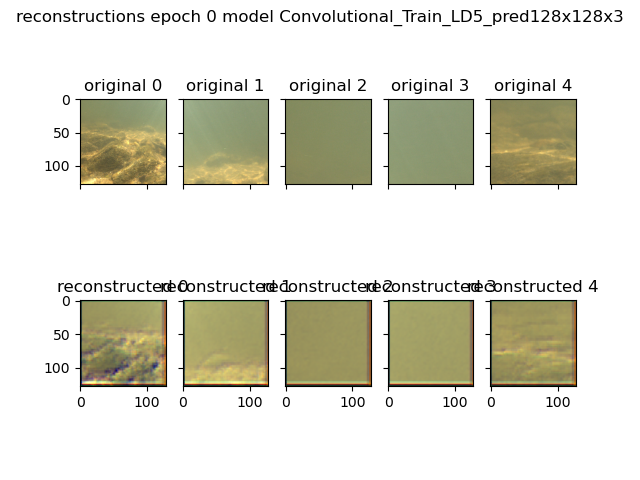 reconstructions epoch 0 model Convolutional_Train_LD5_pred128x128x3
original 0 original 1 original 2 original 3 original 4
0
50
100
reconstructed 0 reconstructed 1 reconstructed 2 reconstructed 3 reconstructed 4
0
50
100
0 100 0 100 0 100 0 100 0 100